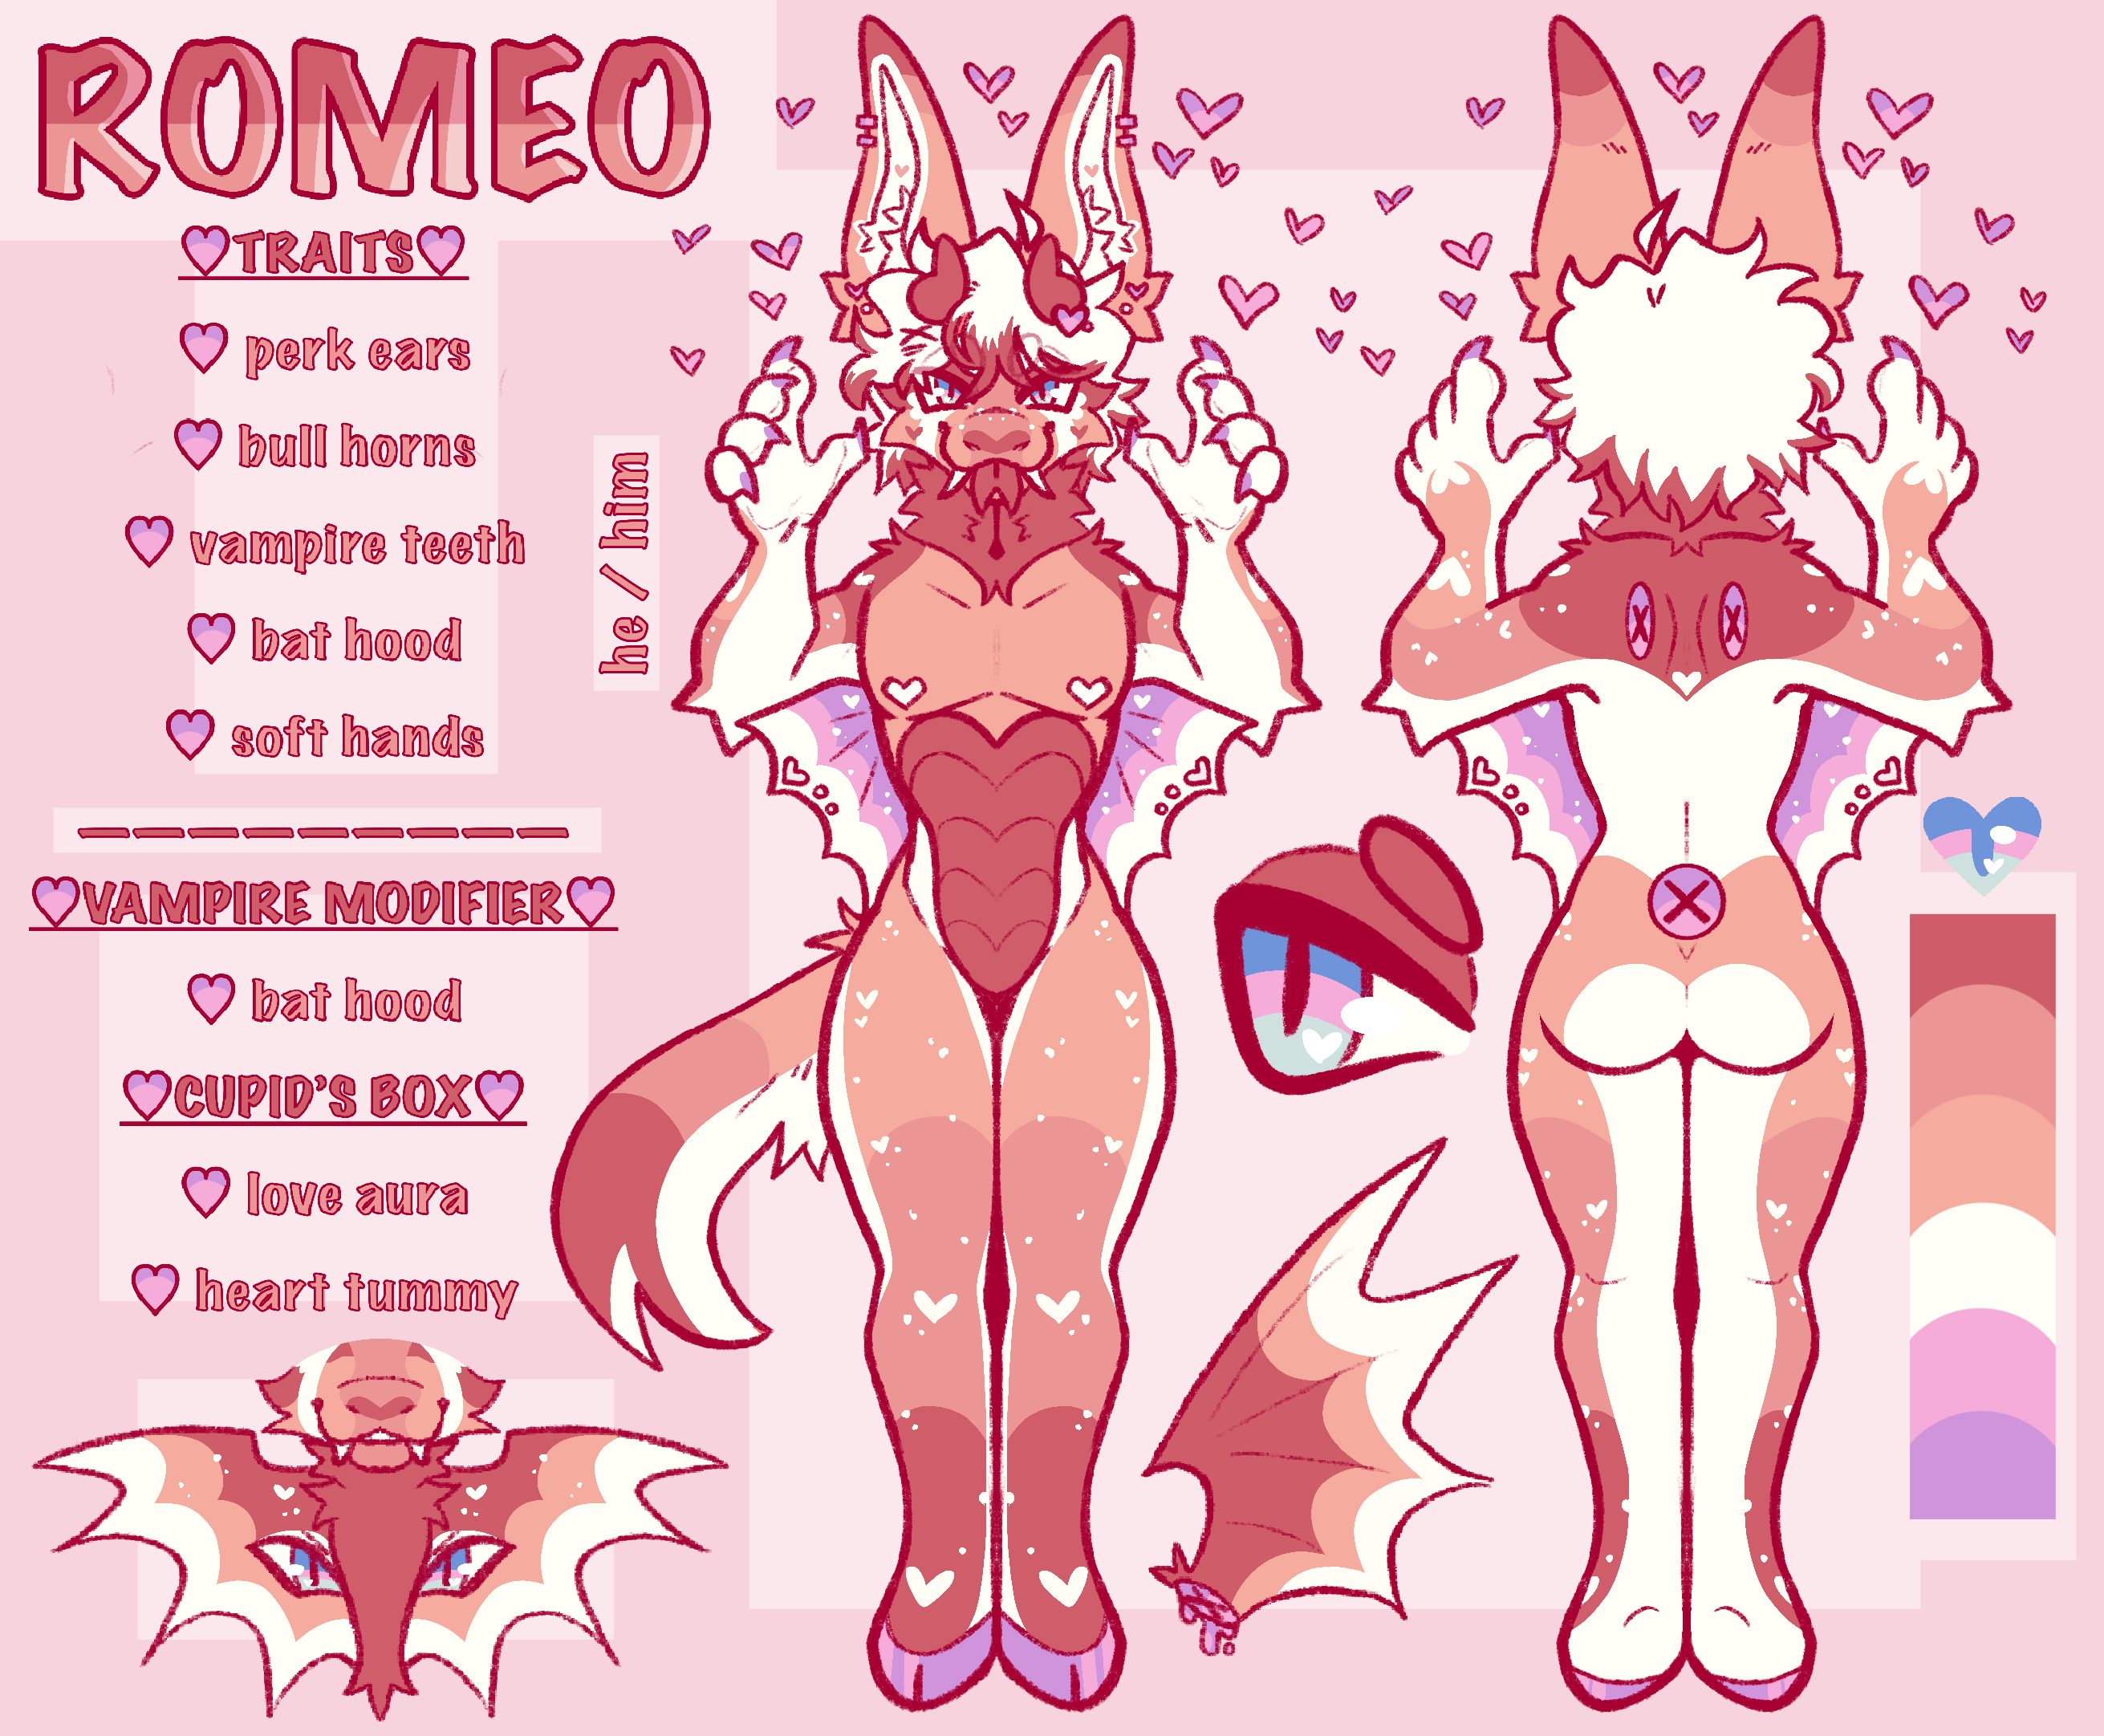 ROMEO
TRAITS
perk ears
bull horns
vampire teeth
bat hood
soft hands
he / him
VAMPIRE MODIFIER
bat hood
CUPID'S BOX
love aura
heart tummy